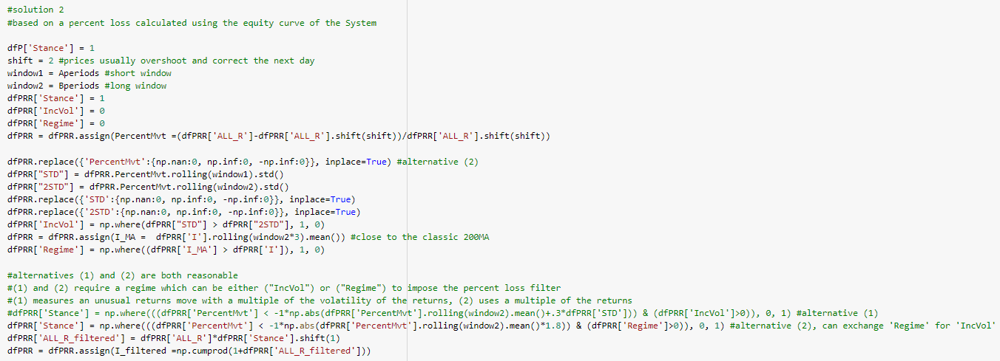 #solution 2
#based on a percent loss calculated using the equity curve of the System
dfP['Stance'] = 1
shift = 2 #prices usually overshoot and correct the next day
window1 = Aperiods #short window
window2 = Bperiods #long window
dfPRR['Stance'] = 1
dfPRR['IncVol'] = 0
dfPRR['Regime'] = 0
dfPRR = dfPRR.assign(PercentMvt =(dfPRR['ALL_R']-dfPRR['ALL_R'].shift(shift))/dfPRR['ALL_R'].shift(shift))
dfPRR.replace({'PercentMvt':{np.nan:0, np.inf:0, -np.inf:0}}, inplace=True) #alternative (2)
dfPRR["STD"] = dfPRR.PercentMvt.rolling(window1).std()
dfPRR["2STD"] = dfPRR.PercentMvt.rolling(window2).std()
dfPRR.replace({'STD':{np.nan:0, np.inf:0, -np.inf:0}}, inplace=True)
dfPRR.replace({'2STD':{np.nan:0, np.inf:0, -np.inf:0}}, inplace=True)
dfPRR['IncVol'] = np.where(dfPRR["STD"] > dfPRR["2STD"], 1, 0)
dfPRR = dfPRR.assign(I_MA =  dfPRR['I'].rolling(window2*3).mean()) #close to the classic 200MA
dfPRR['Regime'] = np.where((dfPRR['I_MA'] > dfPRR['I']), 1, 0)
#alternatives (1) and (2) are both reasonable
#(1) and (2) require a regime which can be either ("IncVol") or ("Regime") to impose the percent loss filter
#(1) measures an unusual returns move with a multiple of the volatility of the returns, (2) uses a multiple of the returns
#dfPRR['Stance'] = np.where(((dfPRR['PercentMvt'] < -1*np.abs(dfPRR['PercentMvt'].rolling(window2).mean()+.3*dfPRR['STD'])) & (dfPRR['IncVol']>0)), 0, 1) #alternative (1)
dfPRR['Stance'] = np.where(((dfPRR['PercentMvt'] < -1*np.abs(dfPRR['PercentMvt'].rolling(window2).mean()*1.8)) & (dfPRR['Regime']>0)), 0, 1) #alternative (2), can exchange 'Regime' for 'IncVol'
dfPRR['ALL_R_filtered'] = dfPRR['ALL_R']*dfPRR['Stance'].shift(1)
dfPRR = dfPRR.assign(I_filtered =np.cumprod(1+dfPRR['ALL_R_filtered']))